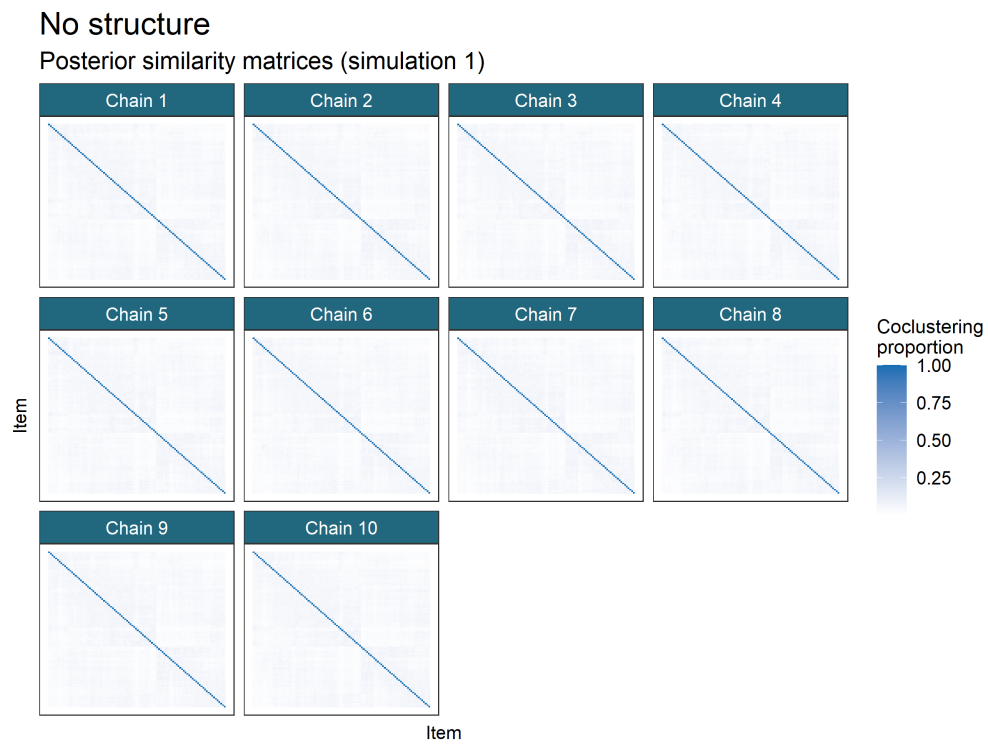 No structure
Posterior similarity matrices (simulation 1)
Chain 1
Chain 2
Chain 3
Chain 4
Chain 5
Chain 6
Chain 7
Chain 8
Chain 9
Chain 10
Item
Item
Coclustering
proportion
1.00
0.75
0.50
0.25